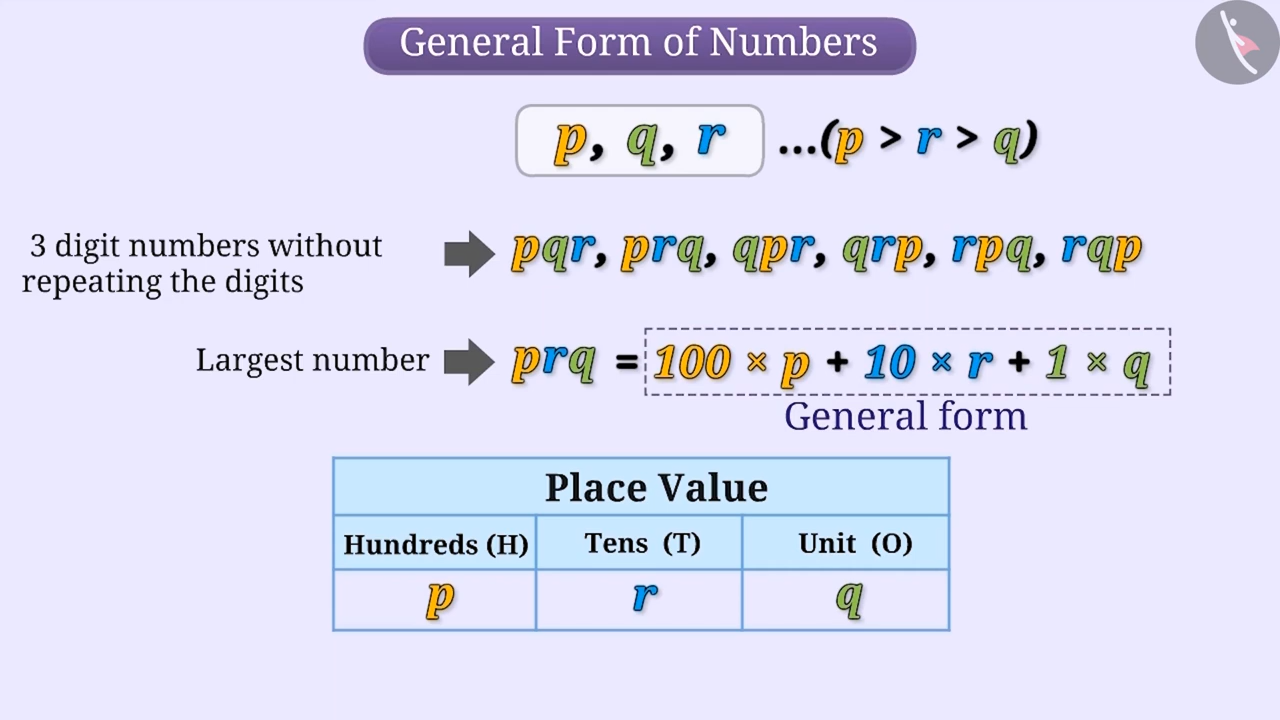 General Form of Numbers
p, q, r ...(p > r > q)
3 digit numbers without
repeating the digits
pqr, prq, qpr, qrp, rpq, rqp
Largest number prq = 100 × p + 10 × r + 1 × q
General form
Place Value
Hundreds (H) Tens (T) Unit (O)
p r q